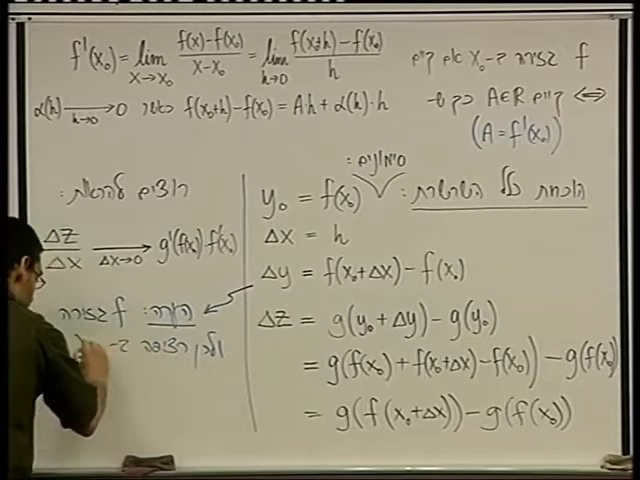 f גזירה ב-x₀ אם קיים f'(x₀) = lim_{x→x₀} (f(x)-f(x₀))/(x-x₀) = lim_{h→0} (f(x₀+h)-f(x₀))/h
⇔ קיים A∈R כך ש- f(x₀+h)-f(x₀) = A·h + α(h)·h כאשר α(h) →_{h→0} 0
(A = f'(x₀))
הוכחת כלל השרשרת: סימונים:
y₀ = f(x₀)
Δx = h
Δy = f(x₀+Δx) - f(x₀)
Δz = g(y₀+Δy) - g(y₀)
= g(f(x₀) + f(x₀+Δx) - f(x₀)) - g(f(x₀)
= g(f(x₀+Δx)) - g(f(x₀))
רוצים להראות:
Δz/Δx →_{Δx→0} g'(f(x₀))·f'(x₀)
הערה: f גזירה
ולכן רציפה ב-